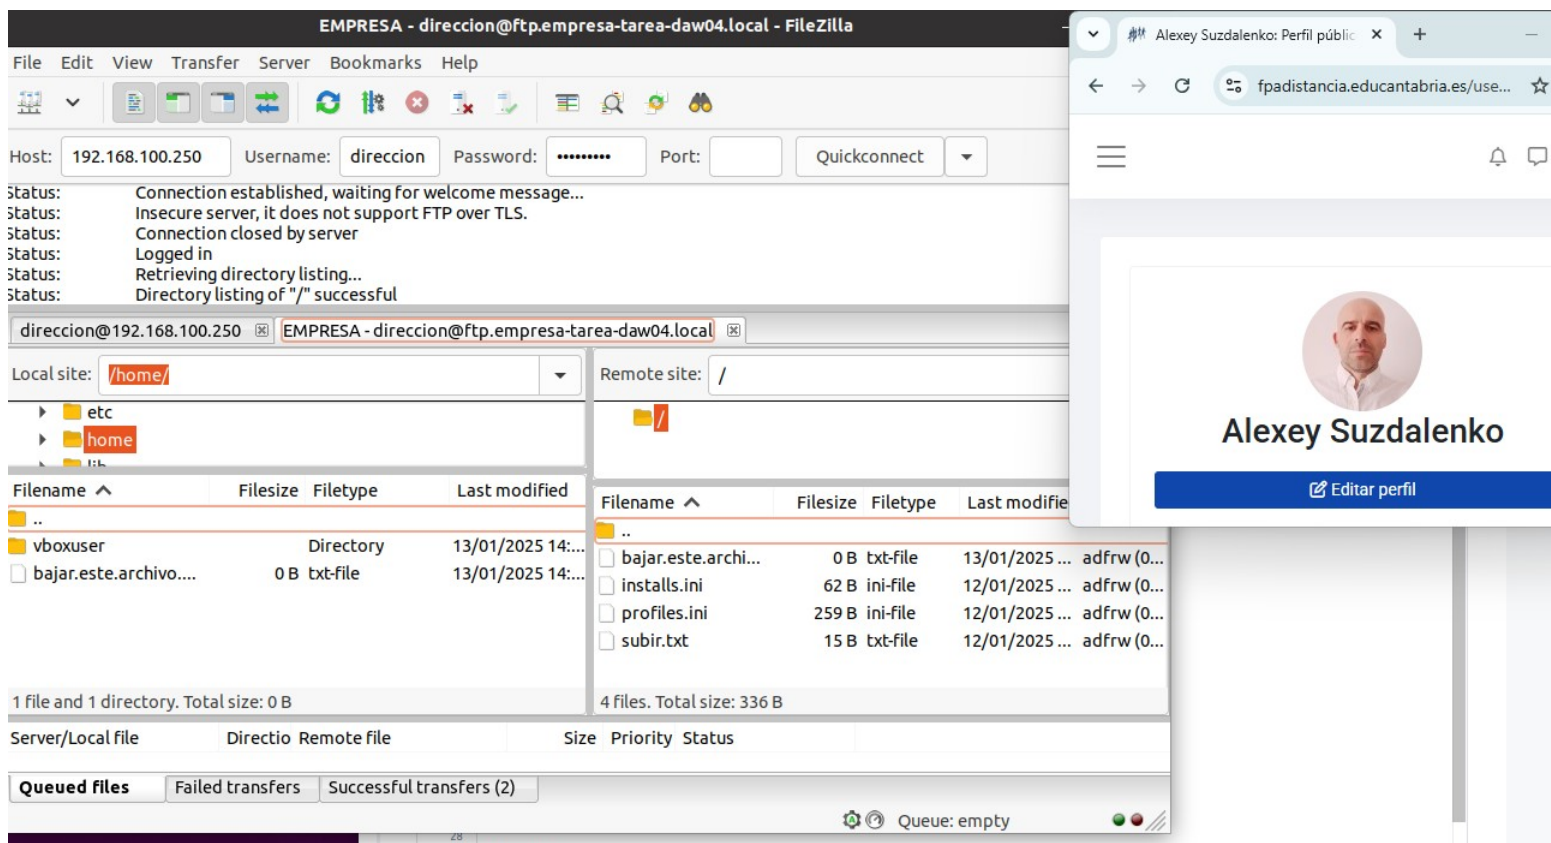 EMPRESA - direccion@ftp.empresa-tarea-daw04.local - FileZilla
File Edit View Transfer Server Bookmarks Help
Host: 192.168.100.250 Username: direccion Password: ••••••••• Port: Quickconnect
Status: Connection established, waiting for welcome message...
Status: Insecure server, it does not support FTP over TLS.
Status: Connection closed by server
Status: Logged in
Status: Retrieving directory listing...
Status: Directory listing of "/" successful
direccion@192.168.100.250 EMPRESA - direccion@ftp.empresa-tarea-daw04.local
Local site: /home/
etc
home
lib
Filename Filesize Filetype Last modified
..
vboxuser Directory 13/01/2025 14:...
bajar.este.archivo.... 0 B txt-file 13/01/2025 14:...
1 file and 1 directory. Total size: 0 B
Remote site: /
/
Filename Filesize Filetype Last modifie
..
bajar.este.archi... 0 B txt-file 13/01/2025 ... adfrw (0...
installs.ini 62 B ini-file 12/01/2025 ... adfrw (0...
profiles.ini 259 B ini-file 12/01/2025 ... adfrw (0...
subir.txt 15 B txt-file 12/01/2025 ... adfrw (0...
4 files. Total size: 336 B
Server/Local file Directio Remote file Size Priority Status
Queued files Failed transfers Successful transfers (2)
Queue: empty
28
Alexey Suzdalenko: Perfil públic
fpadistancia.educantabria.es/use...
Alexey Suzdalenko
Editar perfil